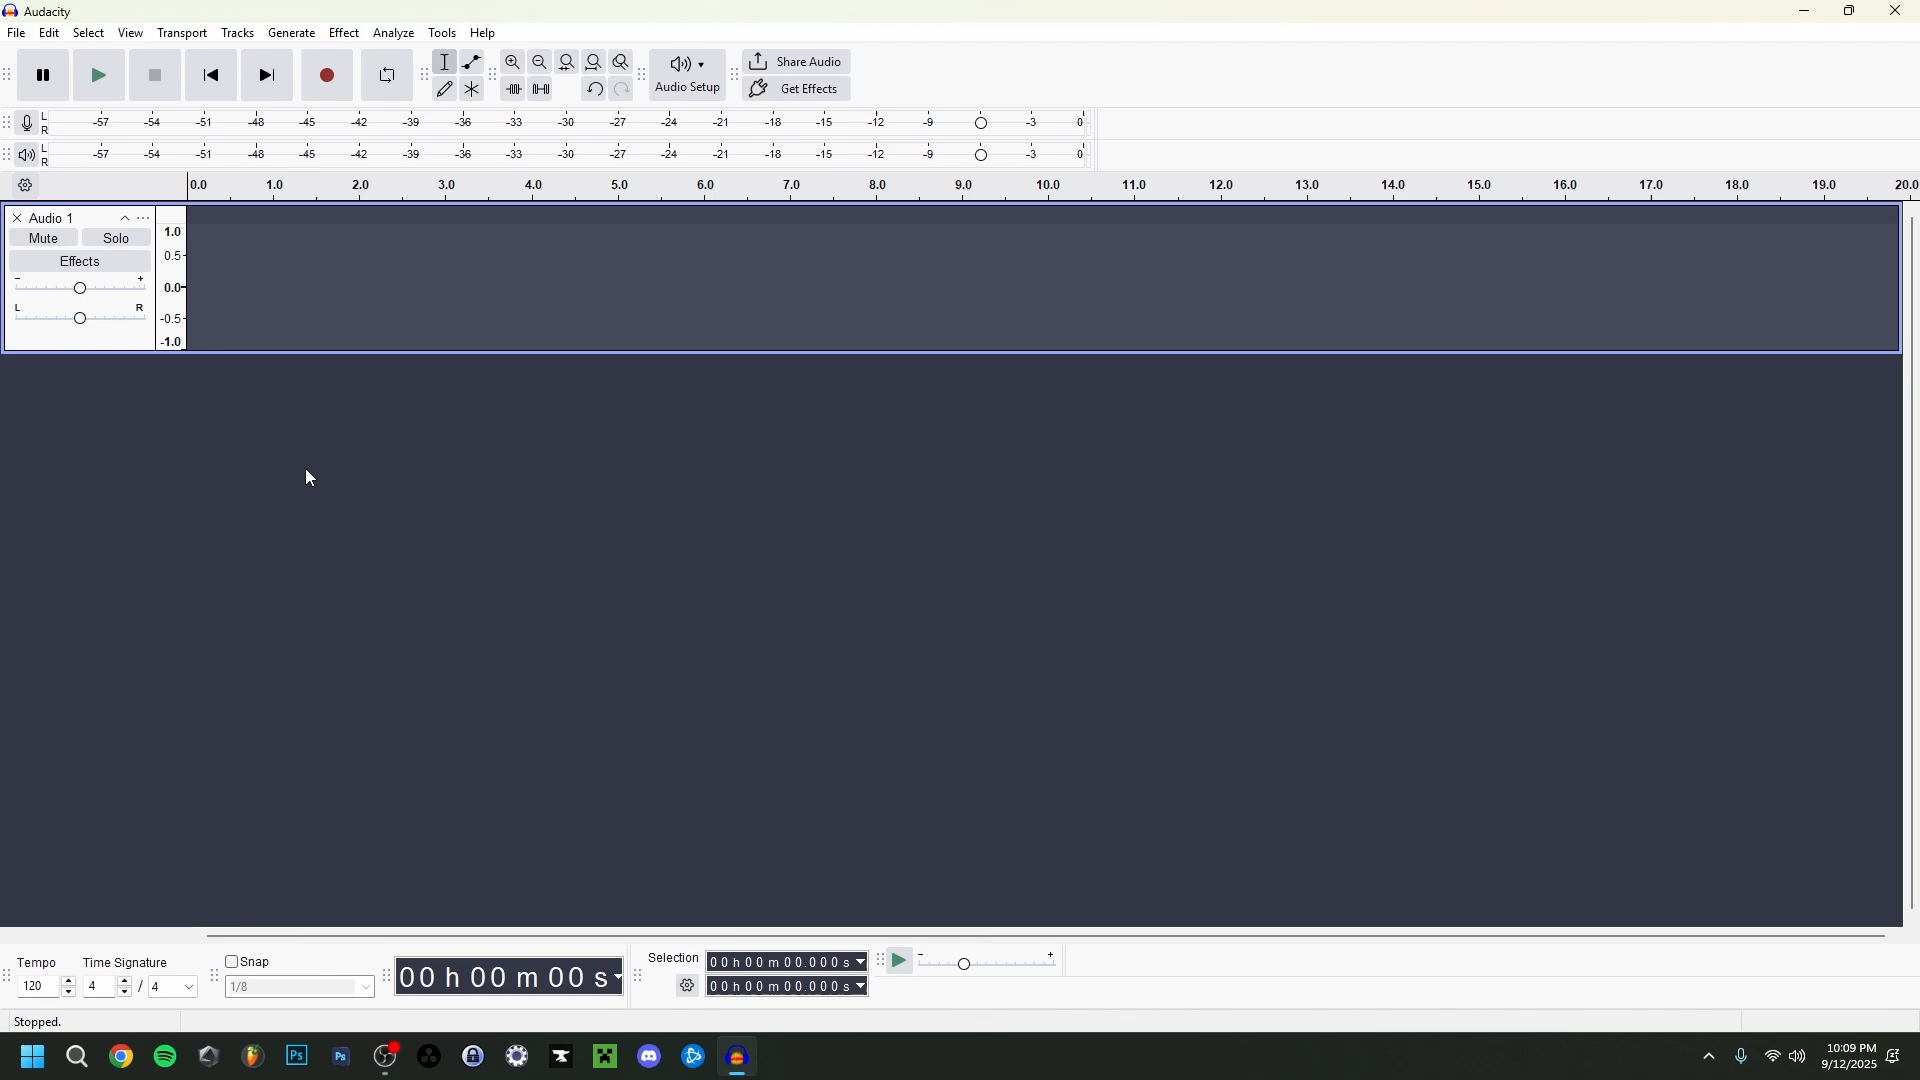 Audacity
File Edit Select View Transport Tracks Generate Effect Analyze Tools Help
Share Audio
Audio Setup
Get Effects
L
R
-57 -54 -51 -48 -45 -42 -39 -36 -33 -30 -27 -24 -21 -18 -15 -12 -9 -3 0
L
R
-57 -54 -51 -48 -45 -42 -39 -36 -33 -30 -27 -24 -21 -18 -15 -12 -9 -3 0
0.0 1.0 2.0 3.0 4.0 5.0 6.0 7.0 8.0 9.0 10.0 11.0 12.0 13.0 14.0 15.0 16.0 17.0 18.0 19.0 20.0
Audio 1
Mute Solo
Effects
- +
L R
1.0
0.5
0.0
-0.5
-1.0
Tempo Time Signature
120 4 / 4
Snap
1/8
00 h 00 m 00 s
Selection
00 h 00 m 00.000 s
00 h 00 m 00.000 s
- +
Stopped.
Ps
Ps
10:09 PM
9/12/2025